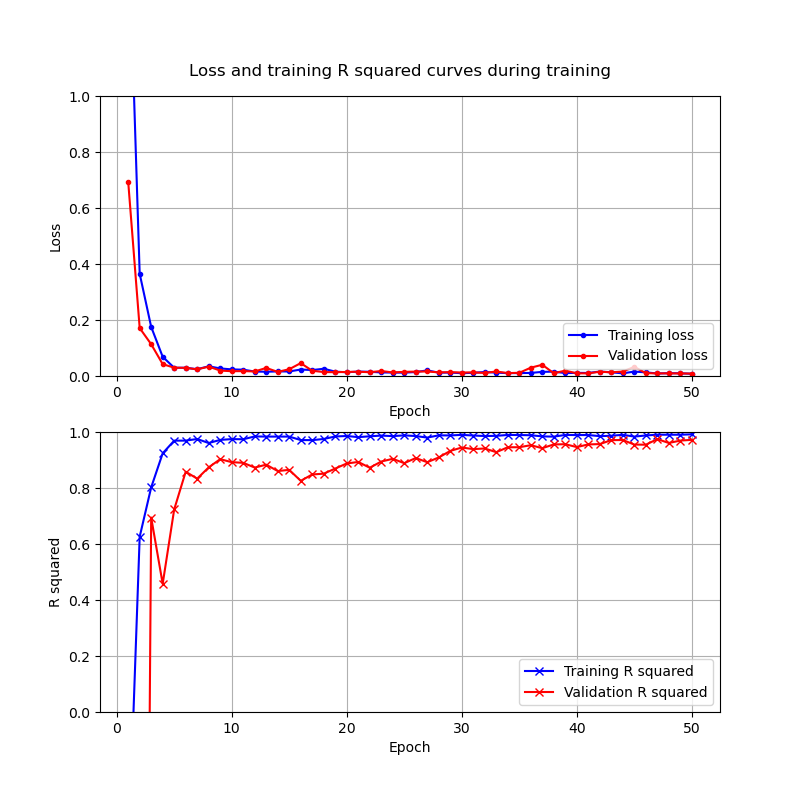 Loss and training R squared curves during training
1.0
0.8
0.6
0.4
0.2
0.0
Loss
Training loss
Validation loss
0 10 20 30 40 50
Epoch
1.0
0.8
0.6
0.4
0.2
0.0
R squared
Training R squared
Validation R squared
0 10 20 30 40 50
Epoch